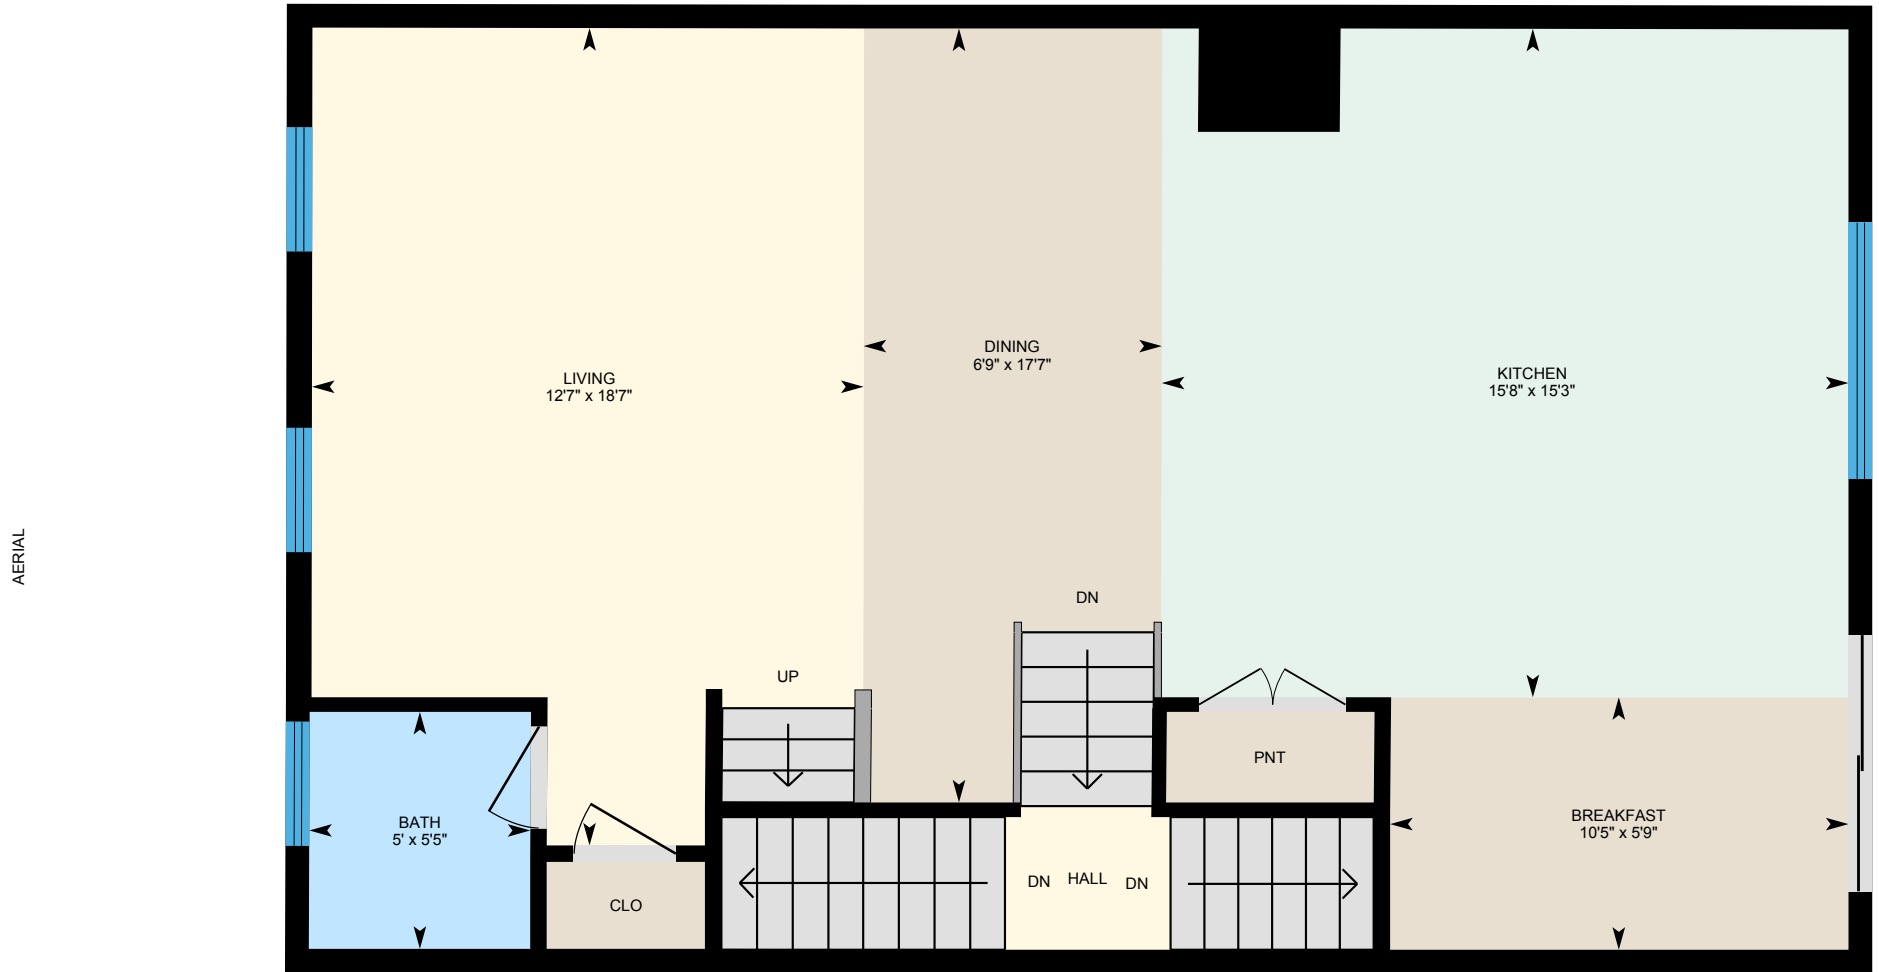 AERIAL
LIVING
12'7" x 18'7"
DINING
6'9" x 17'7"
KITCHEN
15'8" x 15'3"
DN
UP
PNT
BATH
5' x 5'5"
BREAKFAST
10'5" x 5'9"
CLO
DN HALL DN